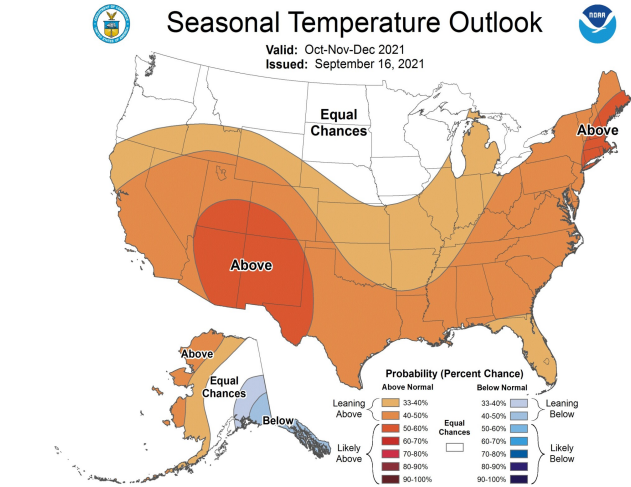 Seasonal Temperature Outlook
NOAA
Valid: Oct-Nov-Dec 2021
Issued: September 16, 2021
Equal
Chances
Above
Above
Above
Equal
Chances
Below
Probability (Percent Chance)
Above Normal
Below Normal
Leaning
Above
33-40%
40-50%
Likely
Above
50-60%
60-70%
70-80%
80-90%
90-100%
Equal
Chances
33-40%
40-50%
Leaning
Below
50-60%
60-70%
70-80%
80-90%
90-100%
Likely
Below